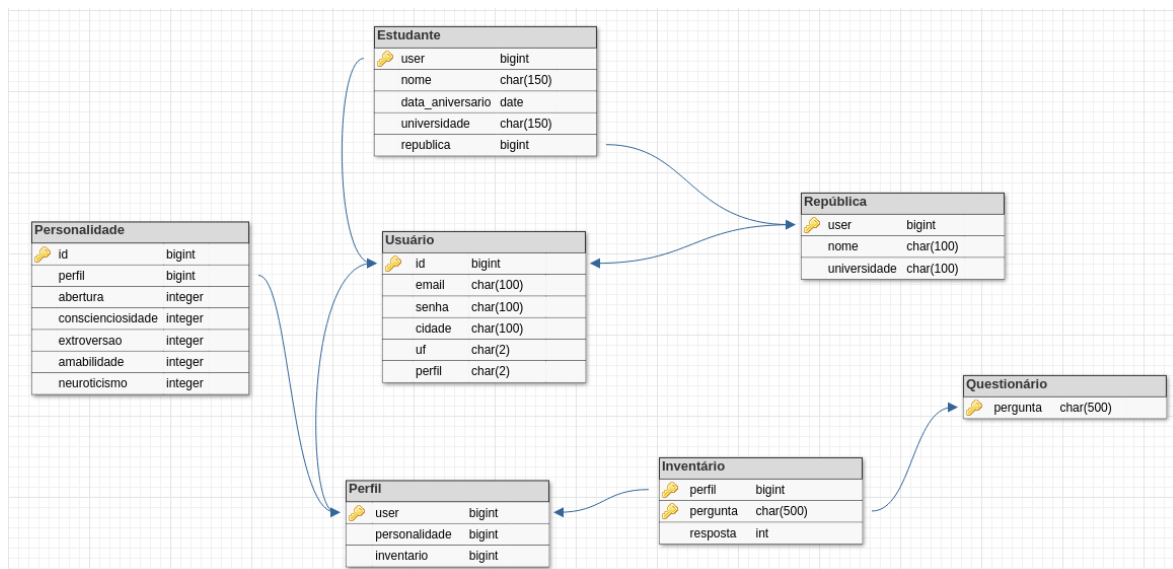 Estudante
user bigint
nome char(150)
data_aniversario date
universidade char(150)
republica bigint
República
user bigint
nome char(100)
universidade char(100)
Personalidade
id bigint
perfil bigint
abertura integer
conscienciosidade integer
extroversao integer
amabilidade integer
neuroticismo integer
Usuário
id bigint
email char(100)
senha char(100)
cidade char(100)
uf char(2)
perfil char(2)
Questionário
pergunta char(500)
Inventário
perfil bigint
pergunta char(500)
resposta int
Perfil
user bigint
personalidade bigint
inventario bigint